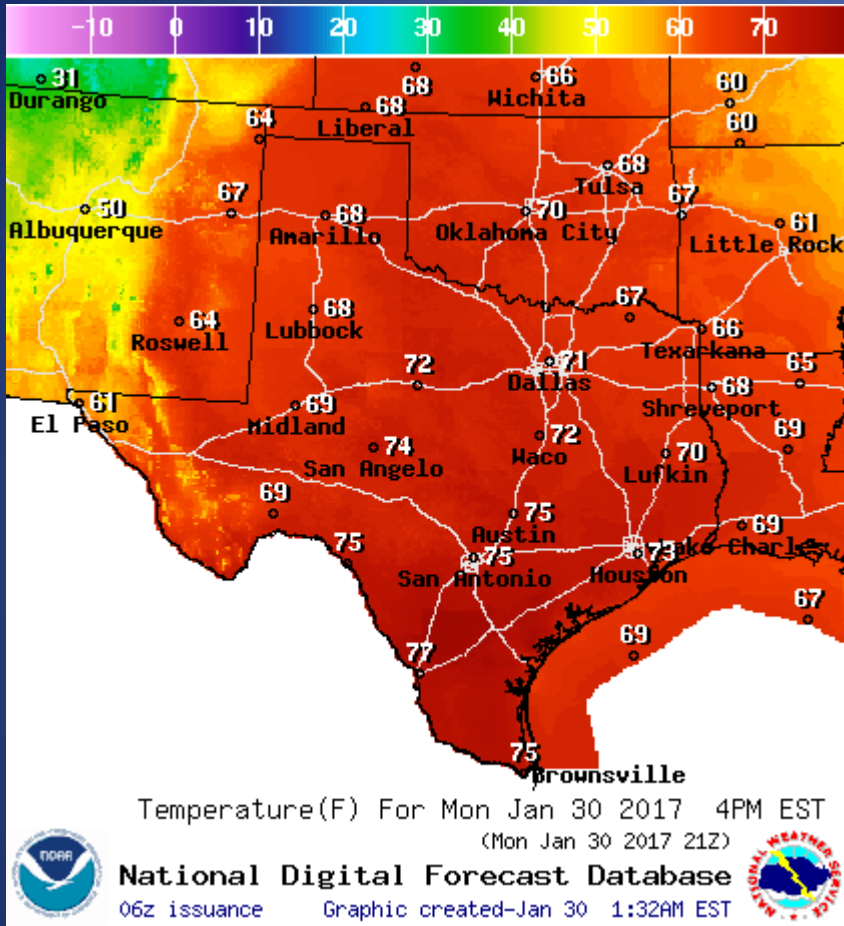 -10 0 10 20 30 40 50 60 70
31
Durango
68
68
Liberal
66
Wichita
60
60
64
68
Tulsa
50
Albuquerque
67
68
Amarillo
70
Oklahoma City
67
61
Little Rock
64
Roswell
68
Lubbock
67
66
Texarkana
72
71
Dallas
65
68
Shreveport
61
El Paso
69
Midland
74
San Angelo
72
Waco
70
Lufkin
69
69
75
Austin
69
Lake Charles
75
75
San Antonio
73
Houston
67
69
77
75
Brownsville
Temperature(F) For Mon Jan 30 2017 4PM EST
(Mon Jan 30 2017 21Z)
National Digital Forecast Database
06z issuance Graphic created-Jan 30 1:32AM EST
NOAA
NATIONAL WEATHER SERVICE